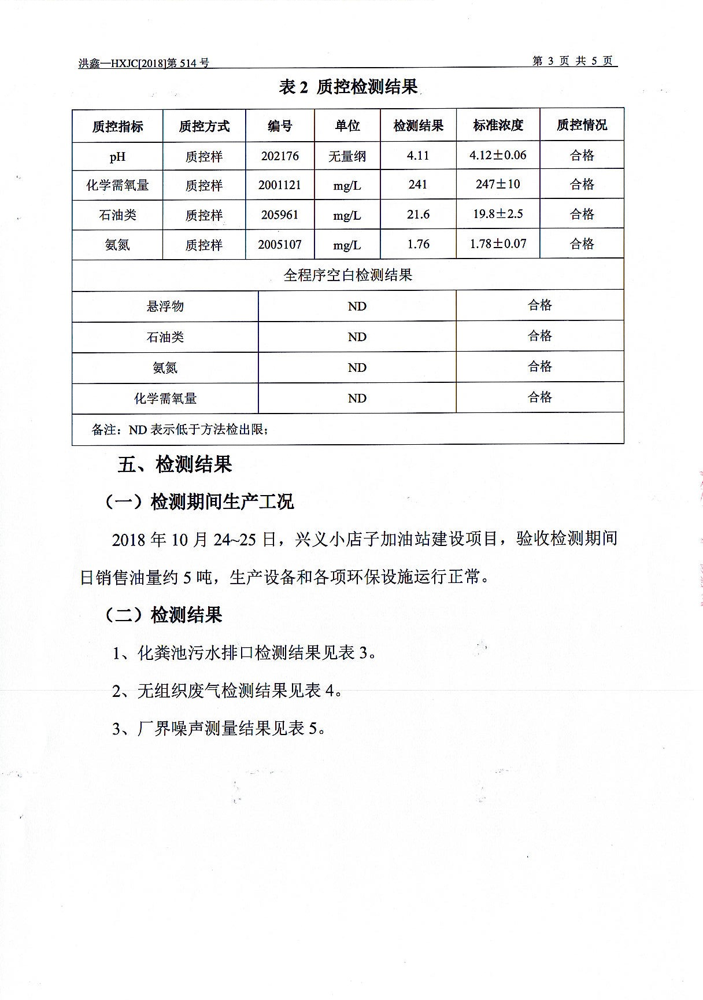 洪鑫—HXJC[2018]第 514 号 第 3 页 共 5 页
表 2 质控检测结果
质控指标 质控方式 编号 单位 检测结果 标准浓度 质控情况
pH 质控样 202176 无量纲 4.11 4.12±0.06 合格
化学需氧量 质控样 2001121 mg/L 241 247±10 合格
石油类 质控样 205961 mg/L 21.6 19.8±2.5 合格
氨氮 质控样 2005107 mg/L 1.76 1.78±0.07 合格
全程序空白检测结果
悬浮物 ND 合格
石油类 ND 合格
氨氮 ND 合格
化学需氧量 ND 合格
备注：ND 表示低于方法检出限；
五、检测结果
（一）检测期间生产工况
2018 年 10 月 24~25 日，兴义小店子加油站建设项目，验收检测期间
日销售油量约 5 吨，生产设备和各项环保设施运行正常。
（二）检测结果
1、化粪池污水排口检测结果见表 3。
2、无组织废气检测结果见表 4。
3、厂界噪声测量结果见表 5。